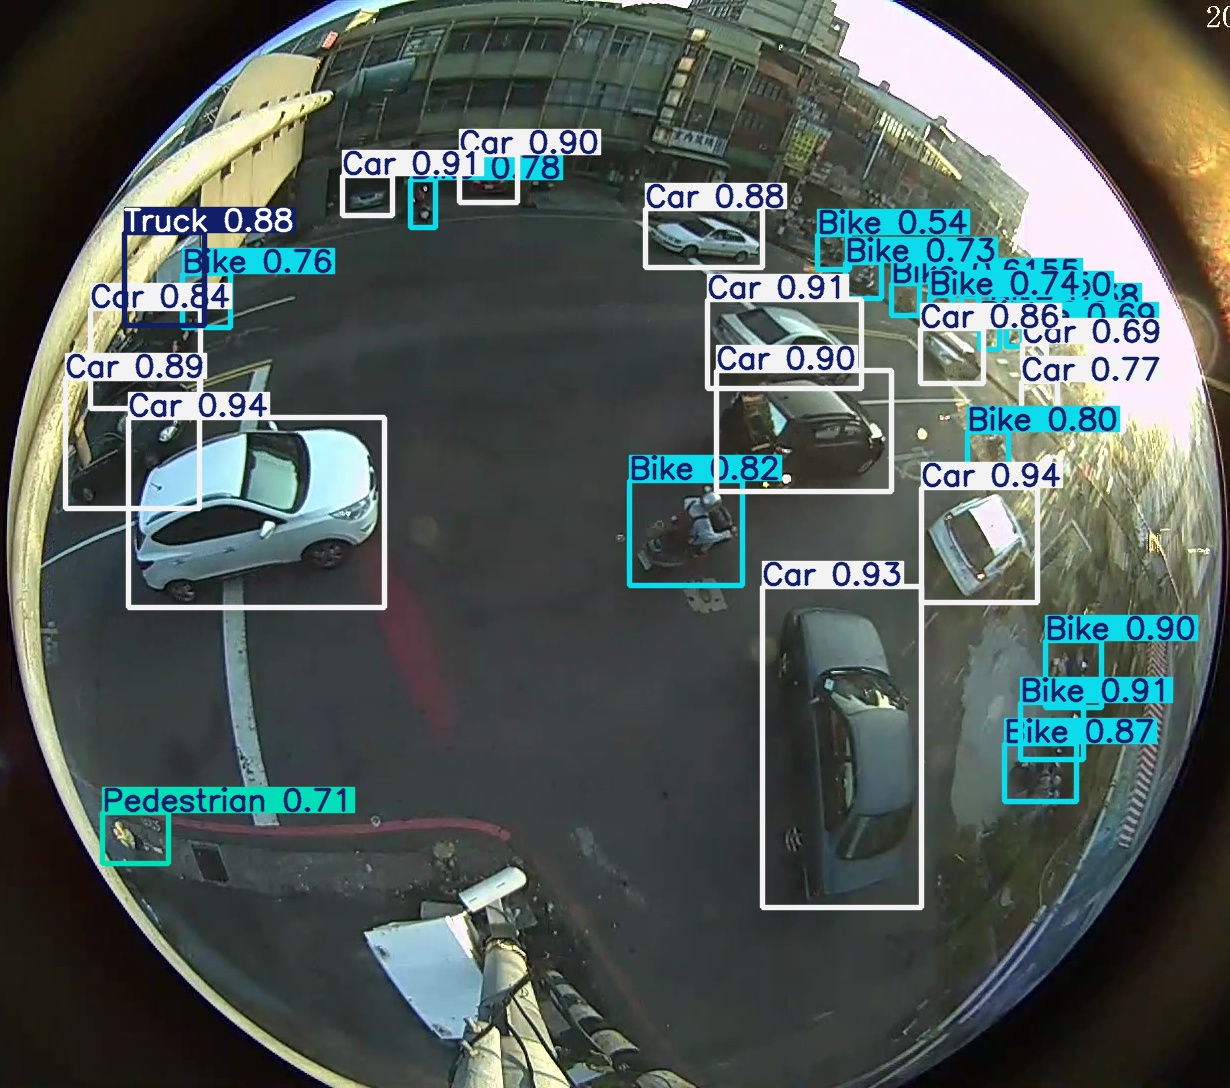 20
Car 0.90
Car 0.91
0.78
Car 0.88
Truck 0.88
Bike 0.54
Bike 0.73
Bike 0.76
Bike 0.74
Car 0.84
Car 0.91
Car 0.86
0.69
Car 0.69
Car 0.89
Car 0.90
Car 0.77
Car 0.94
Bike 0.80
Bike 0.82
Car 0.94
Car 0.93
Bike 0.90
Bike 0.91
Bike 0.87
Pedestrian 0.71